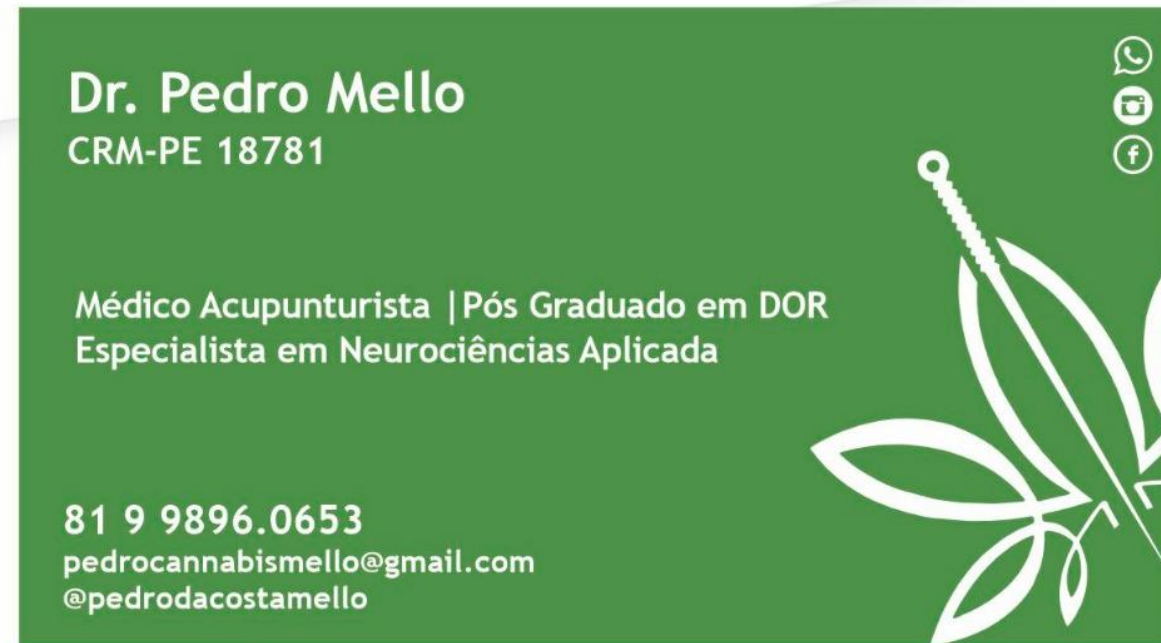 Dr. Pedro Mello
CRM-PE 18781
Médico Acupunturista |Pós Graduado em DOR
Especialista em Neurociências Aplicada
81 9 9896.0653
pedrocannabismello@gmail.com
@pedrodacostamello